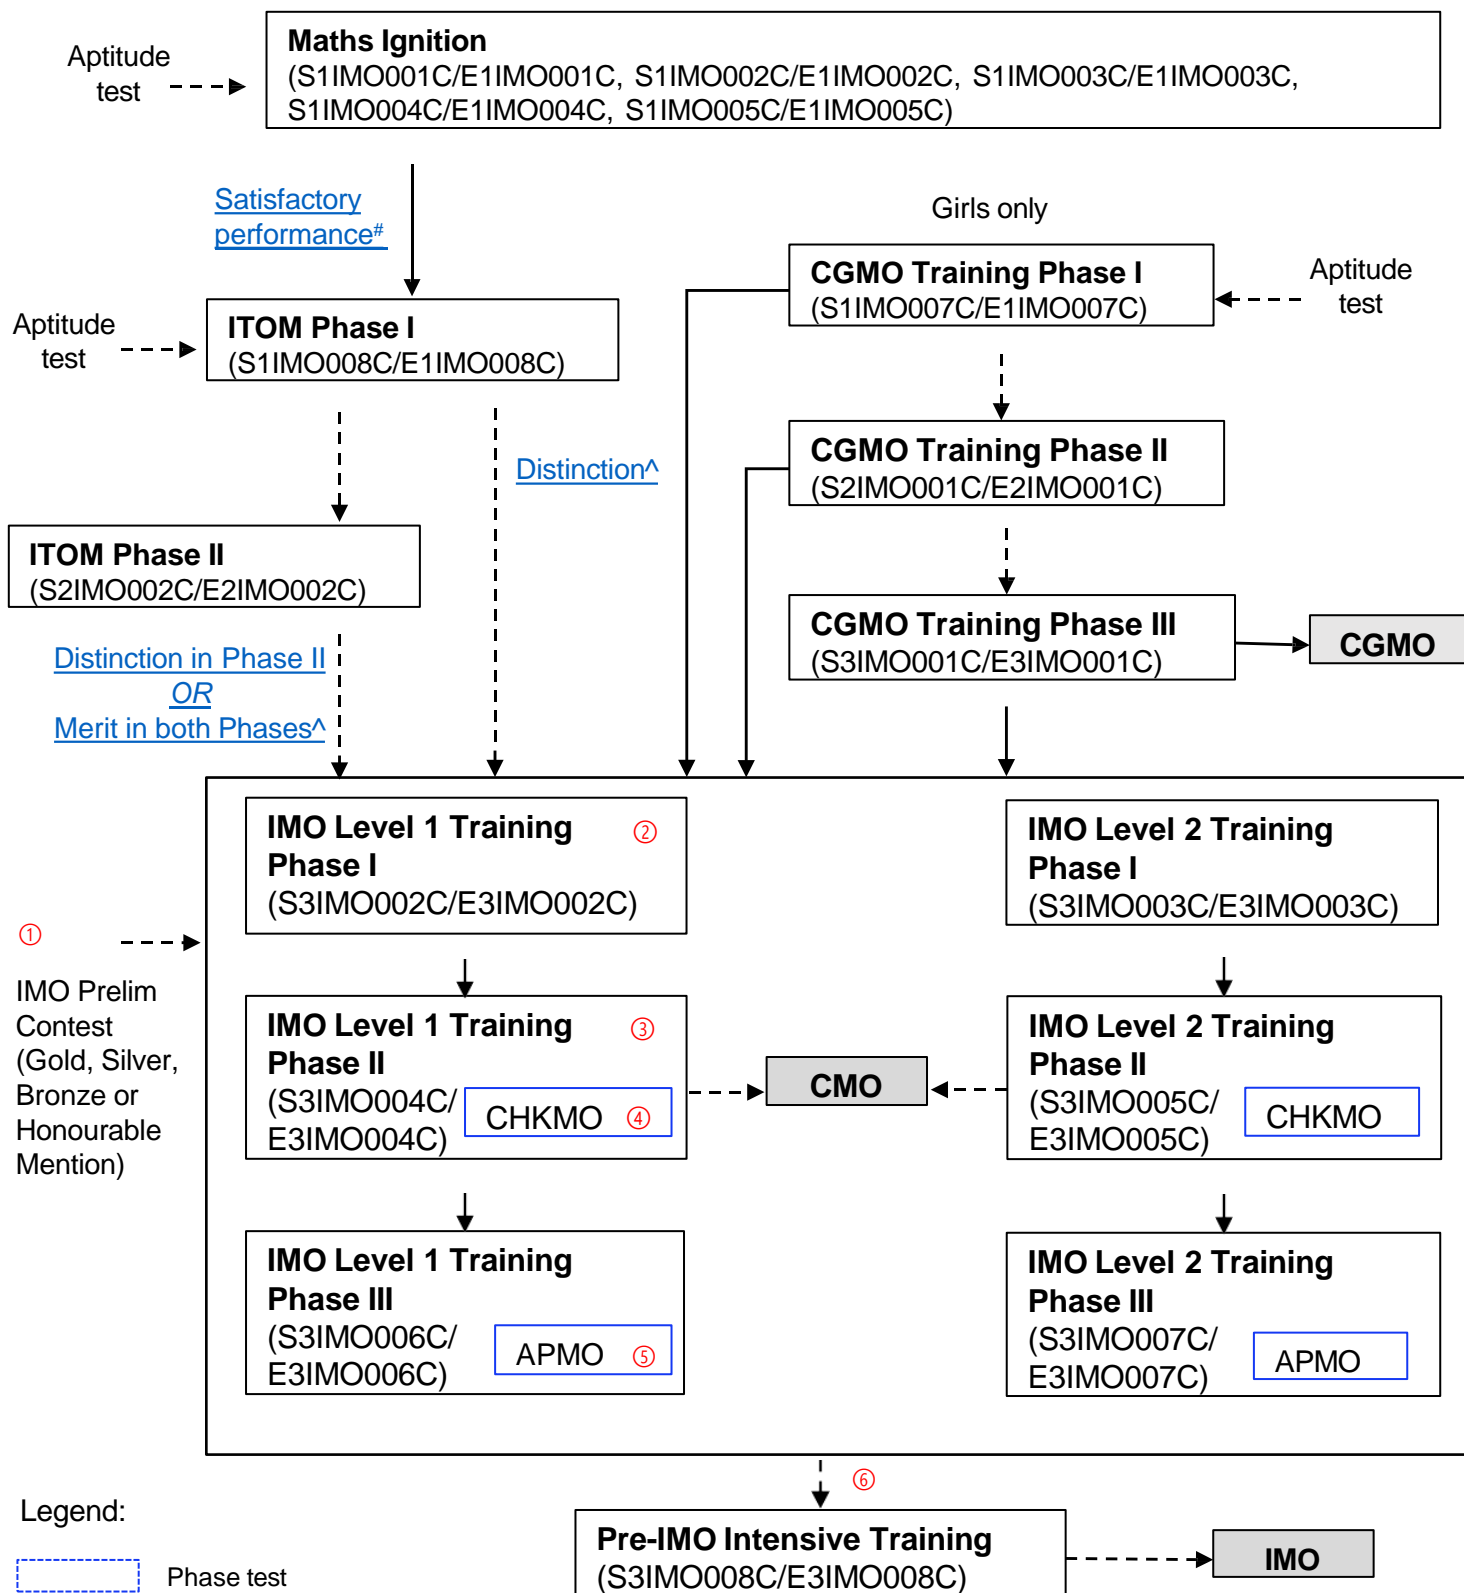 Maths Ignition
(S1IMO001C/E1IMO001C, S1IMO002C/E1IMO002C, S1IMO003C/E1IMO003C,
S1IMO004C/E1IMO004C, S1IMO005C/E1IMO005C)
Aptitude
test
Satisfactory
performance#
Girls only
CGMO Training Phase I
(S1IMO007C/E1IMO007C)
Aptitude
test
Aptitude
test
ITOM Phase I
(S1IMO008C/E1IMO008C)
Distinction^
CGMO Training Phase II
(S2IMO001C/E2IMO001C)
ITOM Phase II
(S2IMO002C/E2IMO002C)
CGMO Training Phase III
(S3IMO001C/E3IMO001C)
CGMO
Distinction in Phase II
OR
Merit in both Phases^
IMO Level 1 Training ②
Phase I
(S3IMO002C/E3IMO002C)
IMO Level 2 Training
Phase I
(S3IMO003C/E3IMO003C)
①
IMO Prelim
Contest
(Gold, Silver,
Bronze or
Honourable
Mention)
IMO Level 1 Training ③
Phase II
(S3IMO004C/
E3IMO004C)
CHKMO ④
CMO
IMO Level 2 Training
Phase II
(S3IMO005C/
E3IMO005C)
CHKMO
IMO Level 1 Training
Phase III
(S3IMO006C/
E3IMO006C)
APMO ⑤
IMO Level 2 Training
Phase III
(S3IMO007C/
E3IMO007C)
APMO
⑥
Legend:
Phase test
Pre-IMO Intensive Training
(S3IMO008C/E3IMO008C)
IMO